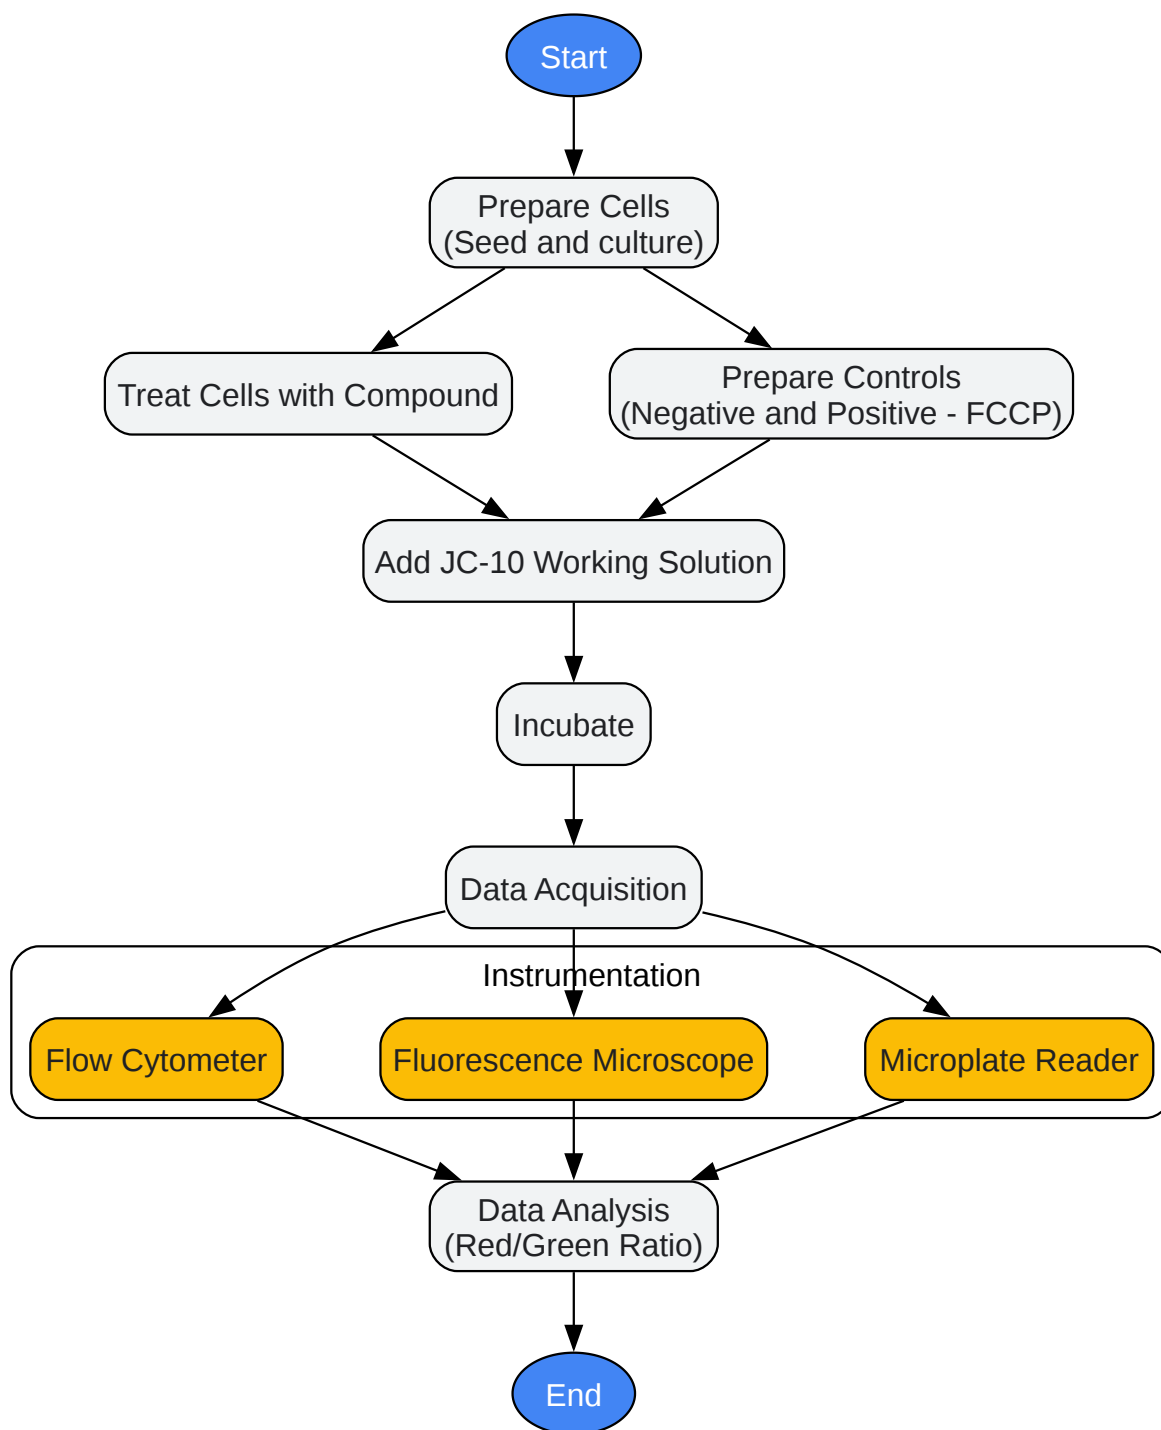 Start
Prepare Cells
(Seed and culture)
Treat Cells with Compound
Prepare Controls
(Negative and Positive - FCCP)
Add JC-10 Working Solution
Incubate
Data Acquisition
Instrumentation
Flow Cytometer
Fluorescence Microscope
Microplate Reader
Data Analysis
(Red/Green Ratio)
End